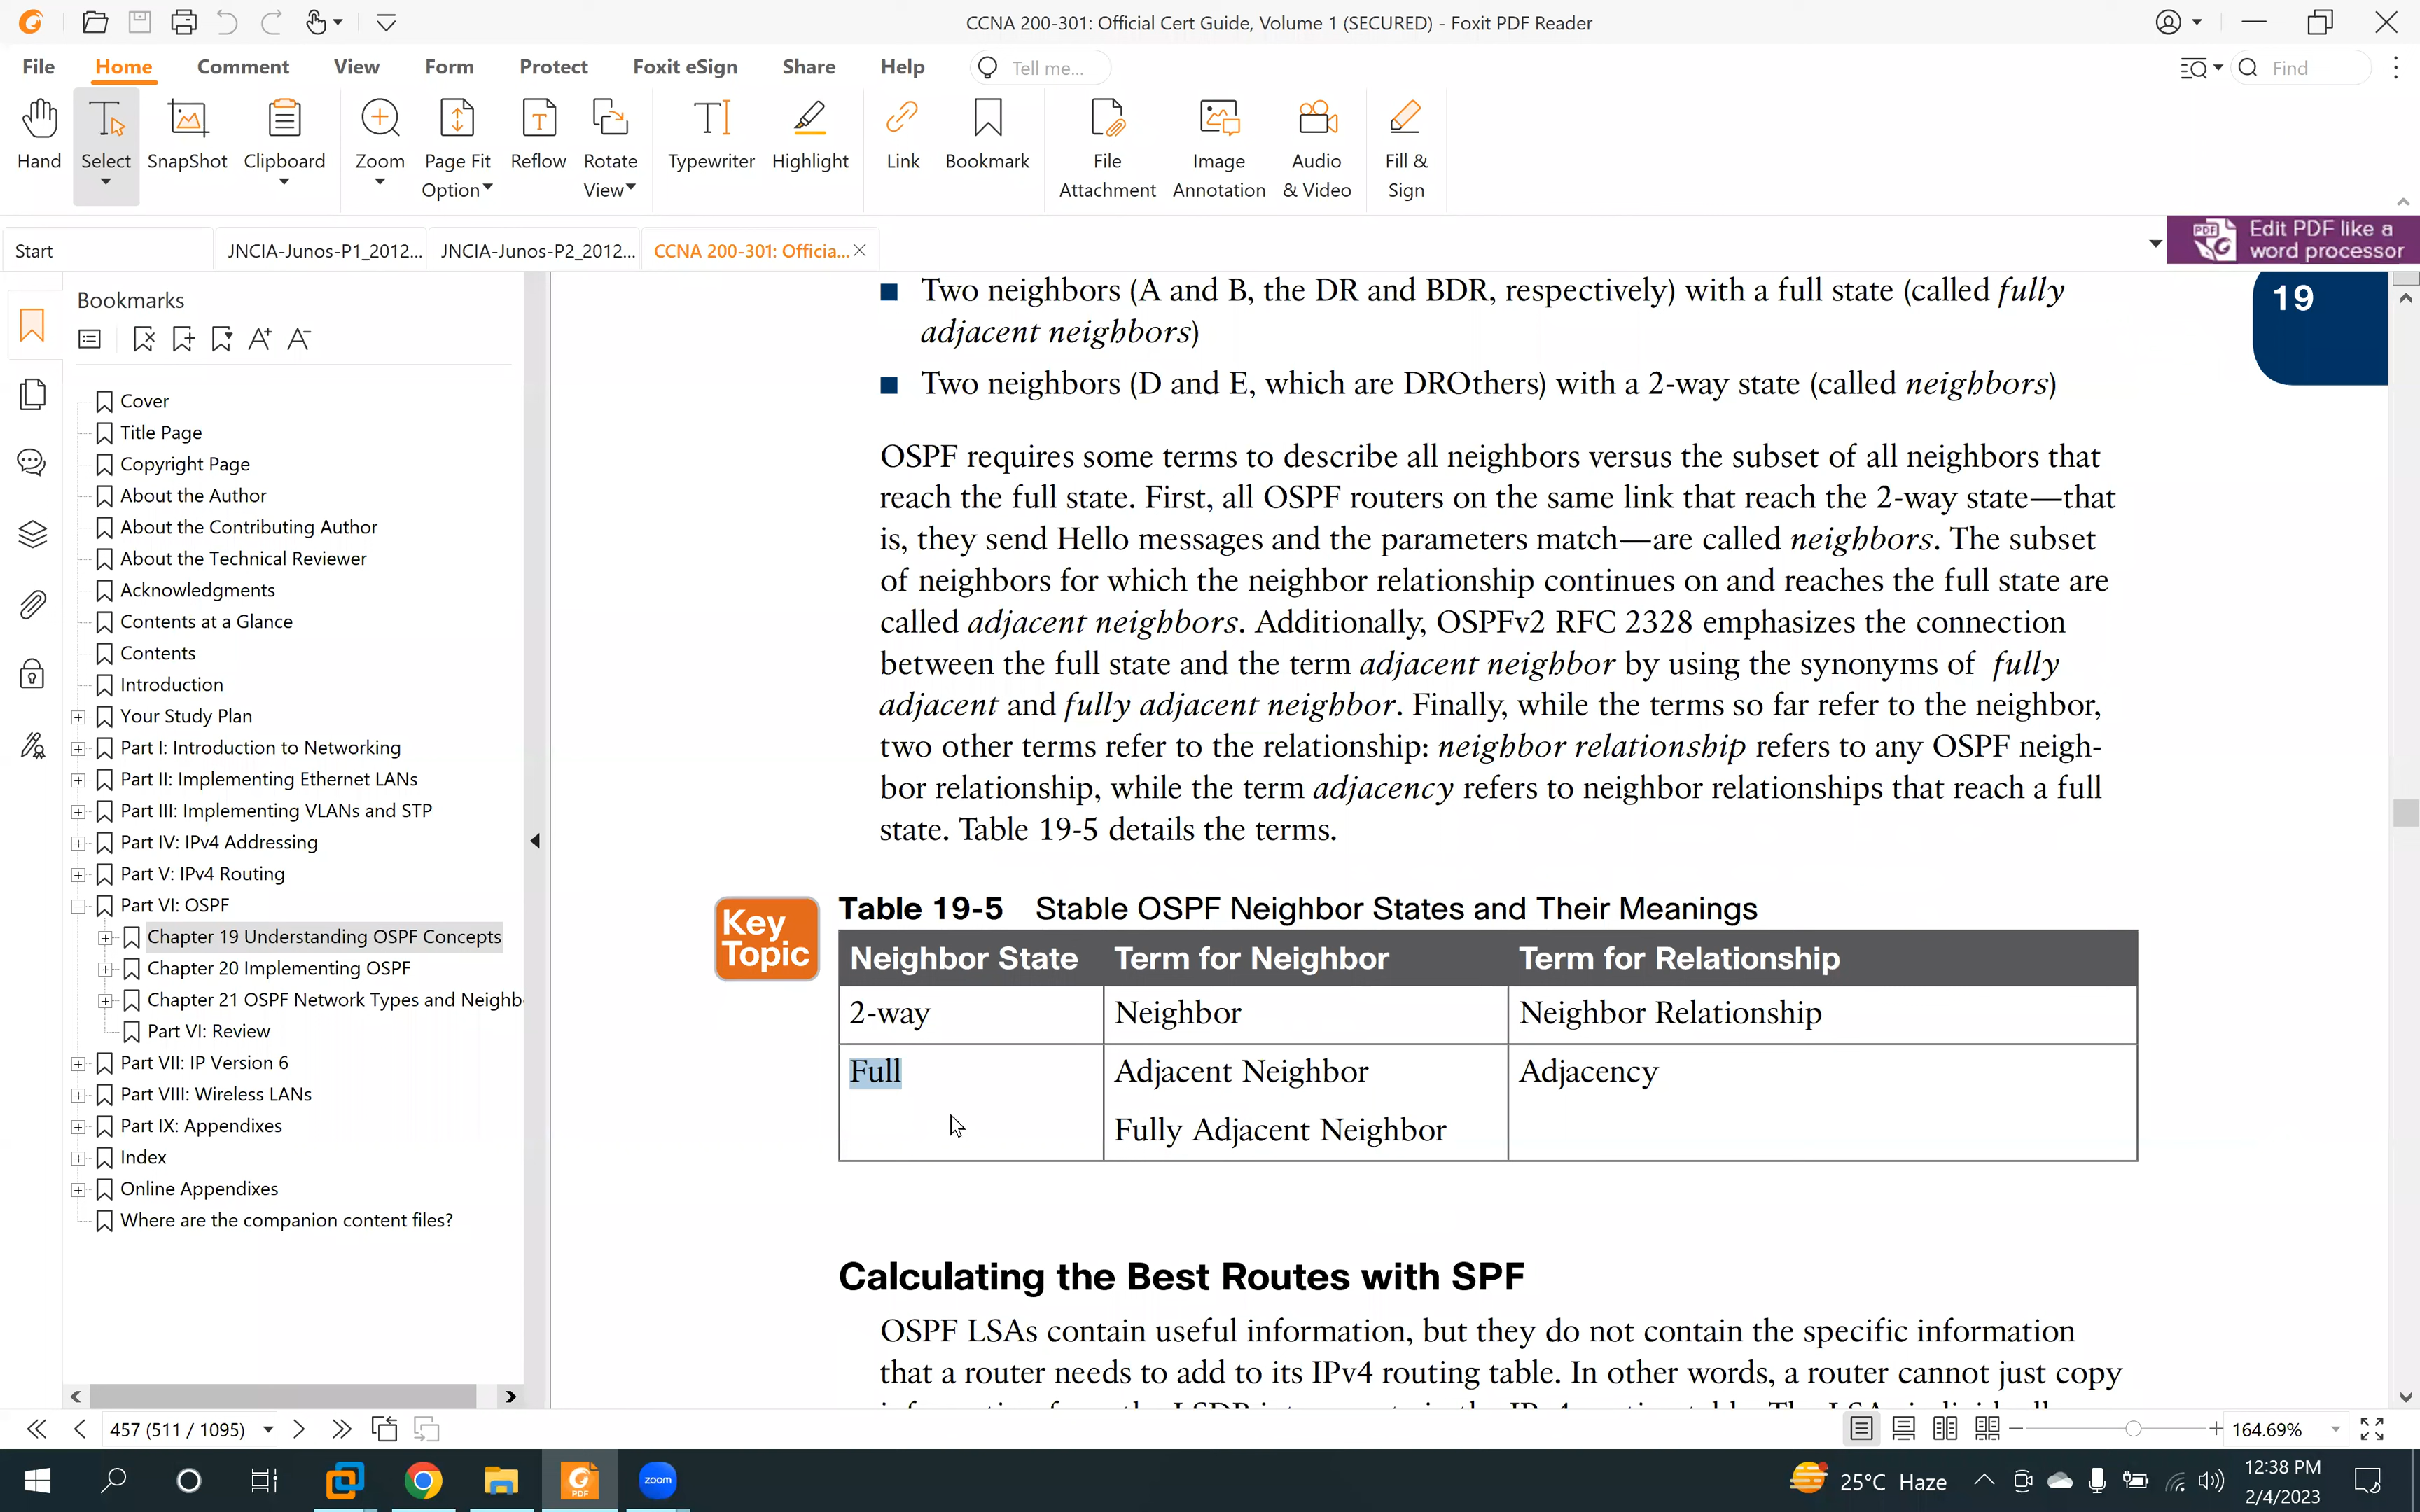 CCNA 200-301: Official Cert Guide, Volume 1 (SECURED) - Foxit PDF Reader
File Home Comment View Form Protect Foxit eSign Share Help Tell me... Find
Hand Select SnapShot Clipboard Zoom Page Fit Option Reflow Rotate View Typewriter Highlight Link Bookmark File Attachment Image Annotation Audio & Video Fill & Sign
Start JNCIA-Junos-P1_2012... JNCIA-Junos-P2_2012... CCNA 200-301: Officia...
PDF Edit PDF like a
word processor
Bookmarks
Cover
Title Page
Copyright Page
About the Author
About the Contributing Author
About the Technical Reviewer
Acknowledgments
Contents at a Glance
Contents
Introduction
Your Study Plan
Part I: Introduction to Networking
Part II: Implementing Ethernet LANs
Part III: Implementing VLANs and STP
Part IV: IPv4 Addressing
Part V: IPv4 Routing
Part VI: OSPF
Chapter 19 Understanding OSPF Concepts
Chapter 20 Implementing OSPF
Chapter 21 OSPF Network Types and Neighb
Part VI: Review
Part VII: IP Version 6
Part VIII: Wireless LANs
Part IX: Appendixes
Index
Online Appendixes
Where are the companion content files?
19
Two neighbors (A and B, the DR and BDR, respectively) with a full state (called fully
adjacent neighbors)
Two neighbors (D and E, which are DROthers) with a 2-way state (called neighbors)
OSPF requires some terms to describe all neighbors versus the subset of all neighbors that
reach the full state. First, all OSPF routers on the same link that reach the 2-way state—that
is, they send Hello messages and the parameters match—are called neighbors. The subset
of neighbors for which the neighbor relationship continues on and reaches the full state are
called adjacent neighbors. Additionally, OSPFv2 RFC 2328 emphasizes the connection
between the full state and the term adjacent neighbor by using the synonyms of fully
adjacent and fully adjacent neighbor. Finally, while the terms so far refer to the neighbor,
two other terms refer to the relationship: neighbor relationship refers to any OSPF neigh-
bor relationship, while the term adjacency refers to neighbor relationships that reach a full
state. Table 19-5 details the terms.
Key
Topic
Table 19-5 Stable OSPF Neighbor States and Their Meanings
Neighbor State Term for Neighbor Term for Relationship
2-way Neighbor Neighbor Relationship
Full Adjacent Neighbor Adjacency
Fully Adjacent Neighbor
Calculating the Best Routes with SPF
OSPF LSAs contain useful information, but they do not contain the specific information
that a router needs to add to its IPv4 routing table. In other words, a router cannot just copy
457 (511 / 1095) 164.69%
PDF zoom 25°C Haze 12:38 PM
2/4/2023